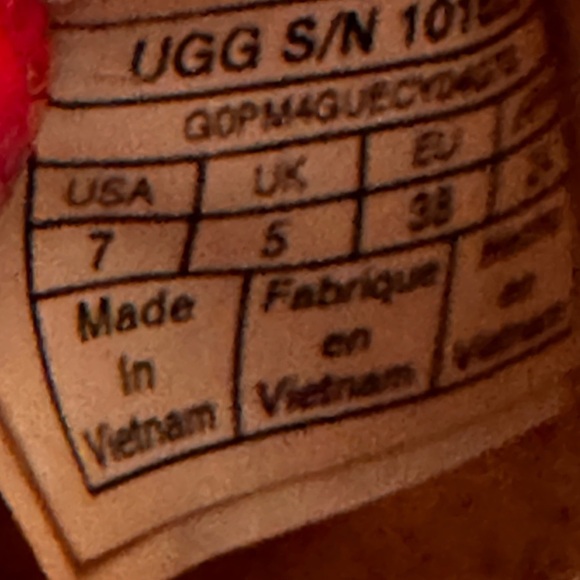 UGG S/N 101
USA UK EU
7 5 38
Made Fabrique
in en
Vietnam Vietnam